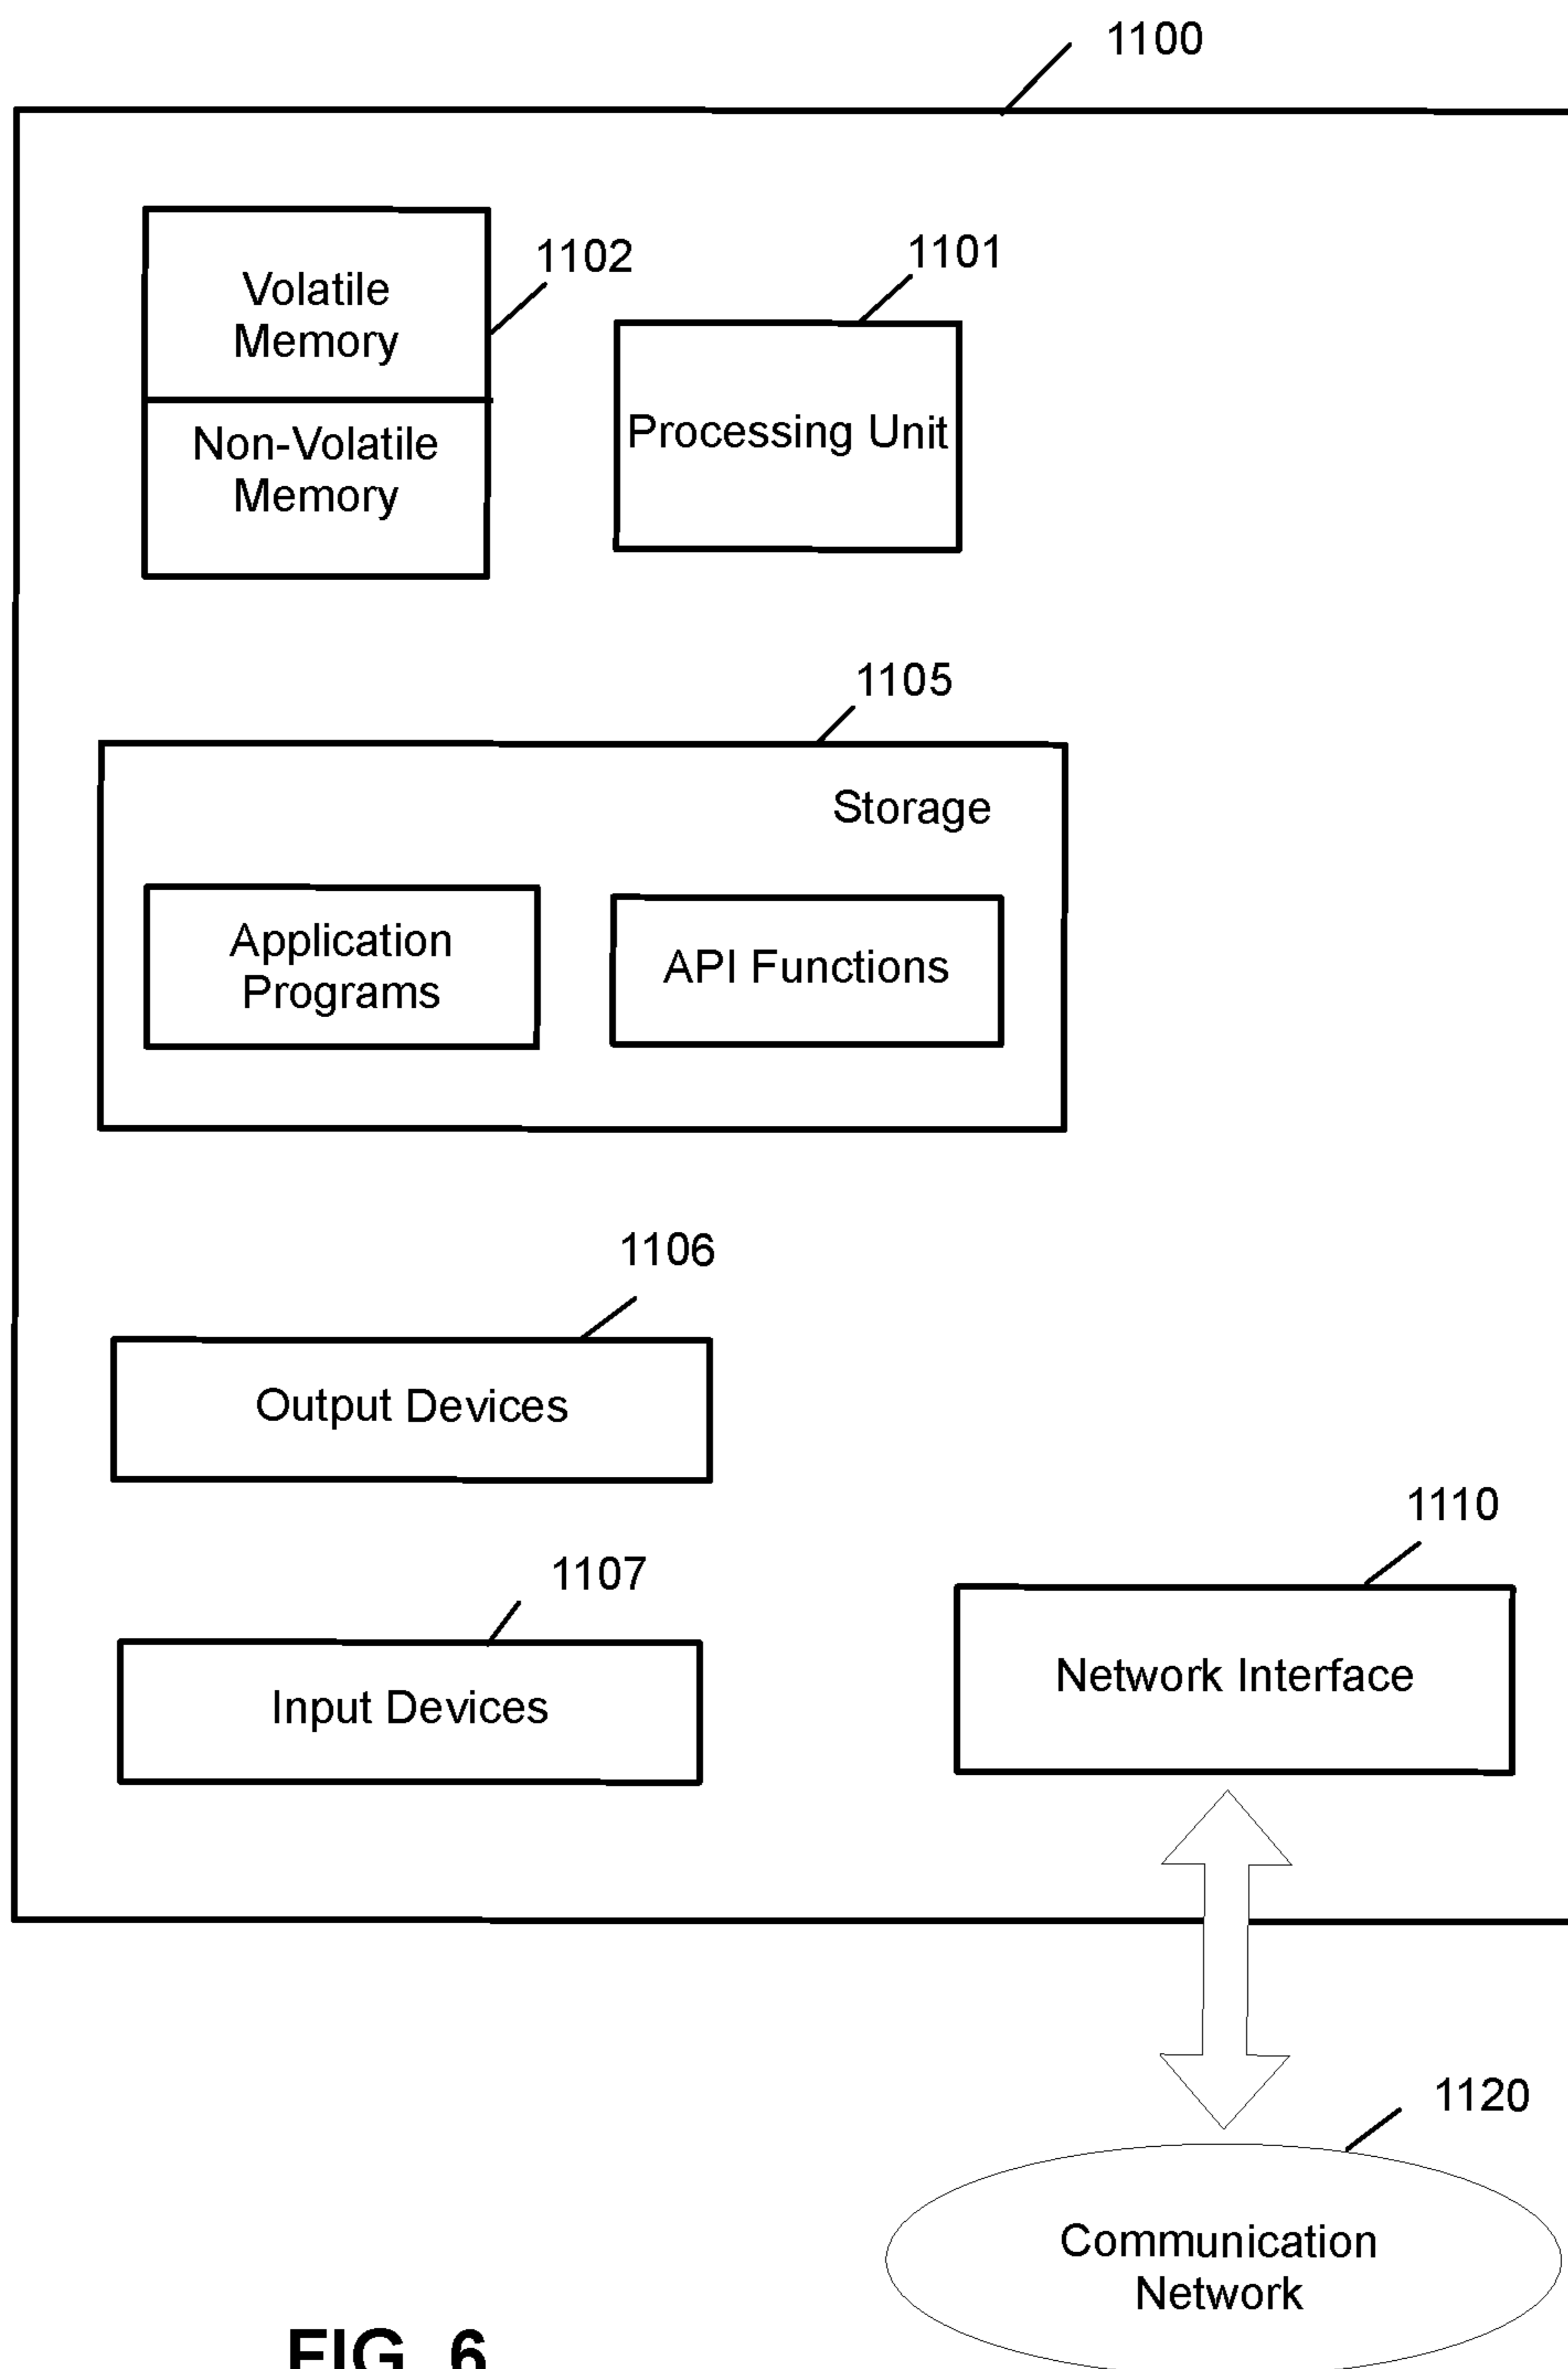 1100
1102
1101
Volatile
Memory
Processing Unit
Non-Volatile
Memory
1105
Storage
Application
Programs
API Functions
1106
Output Devices
1110
1107
Network Interface
Input Devices
1120
Communication
Network
FIG. 6